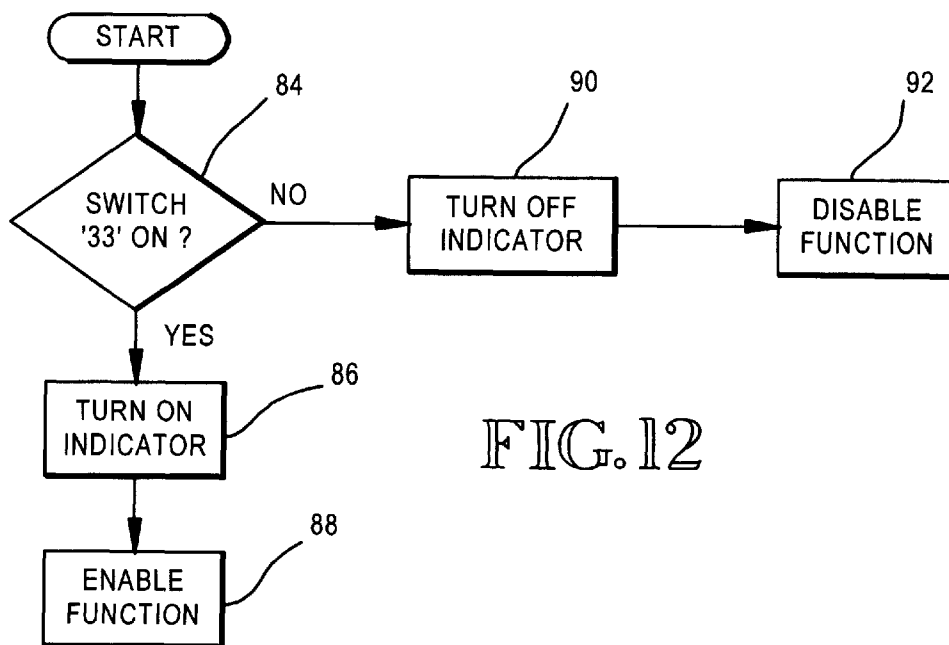 START
84
SWITCH
'33' ON ?
NO
90
TURN OFF
INDICATOR
92
DISABLE
FUNCTION
YES
86
TURN ON
INDICATOR
88
ENABLE
FUNCTION
FIG.12